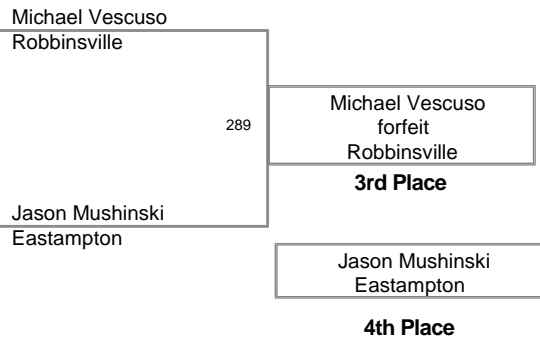 Michael Vescuso
Robbinsville
289
Michael Vescuso
forfeit
Robbinsville
3rd Place
Jason Mushinski
Eastampton
Jason Mushinski
Eastampton
4th Place